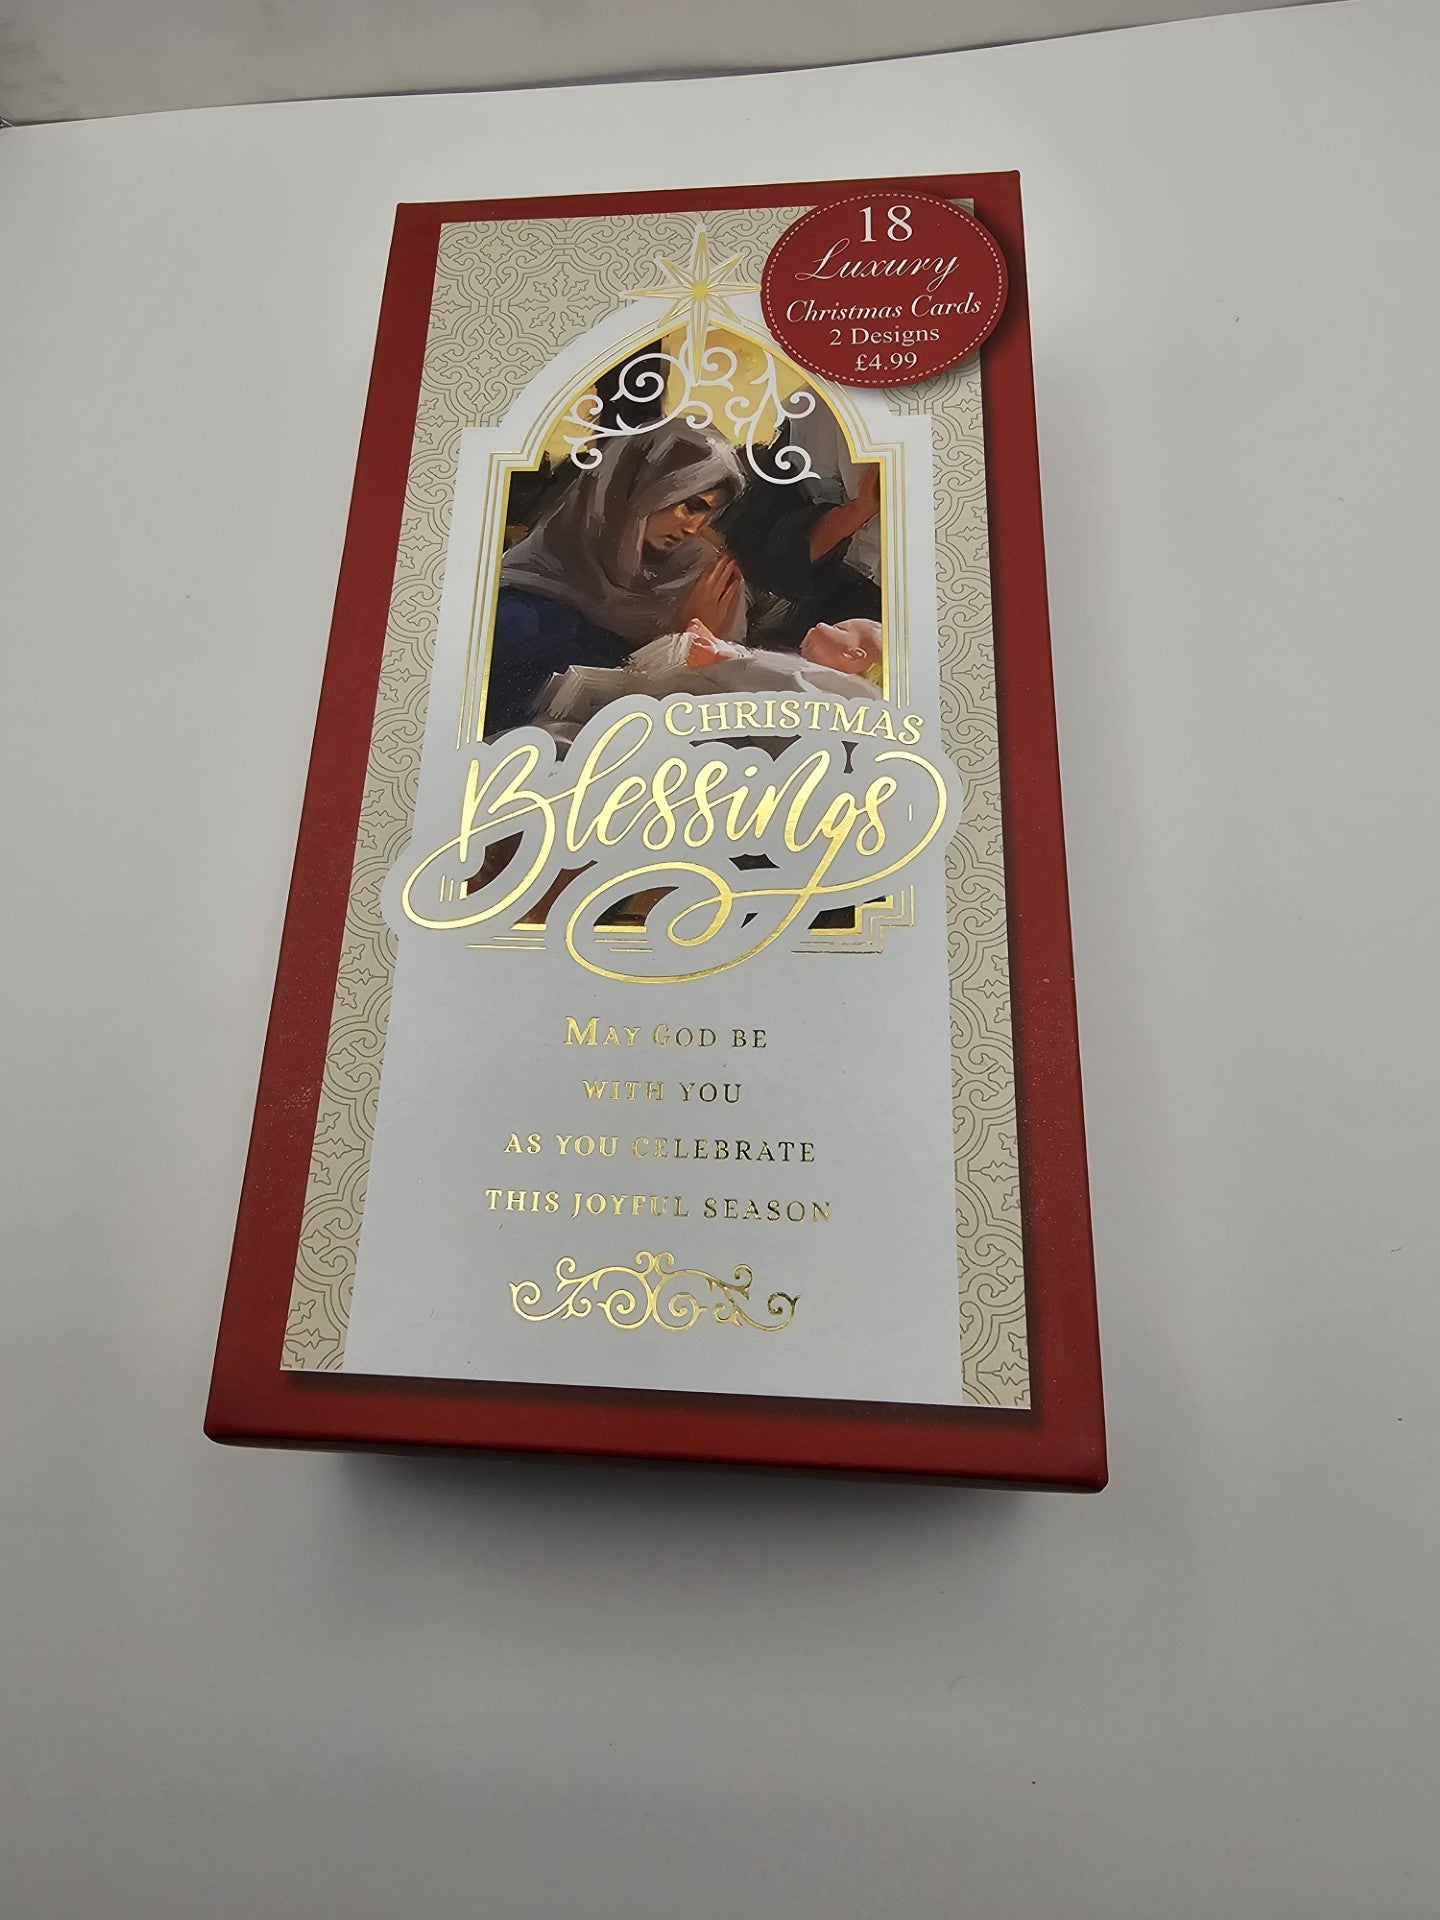 18
Luxury
Christmas Cards
2 Designs
£4.99
CHRISTMAS
Blessings
MAY GOD BE
WITH YOU
AS YOU CELEBRATE
THIS JOYFUL SEASON